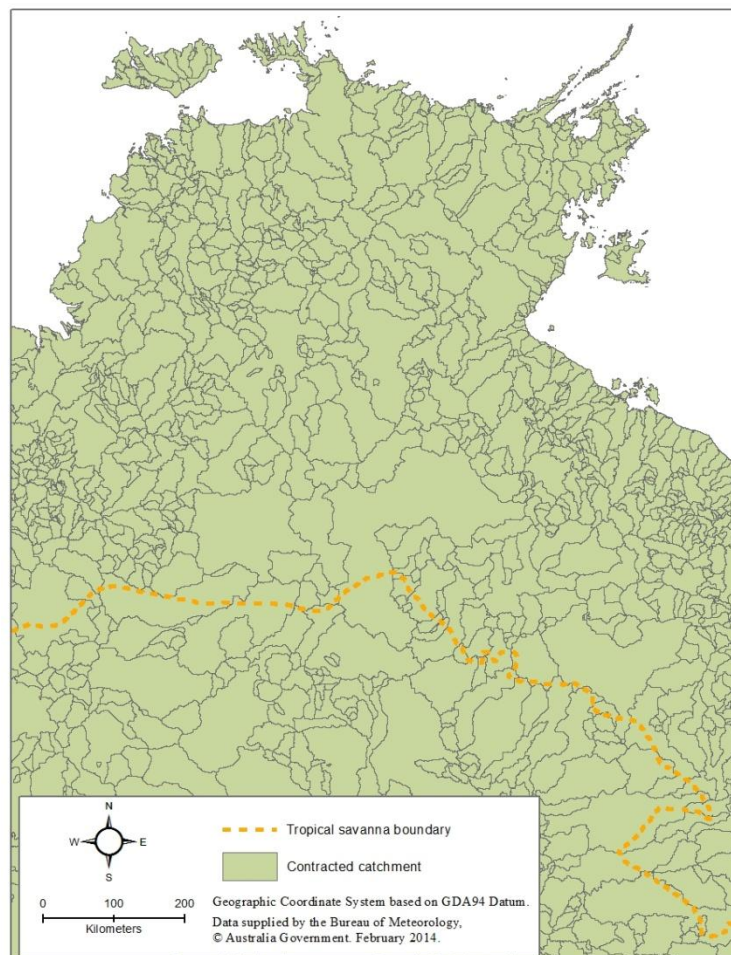 N
W E
S
0 100 200
Kilometers
Tropical savanna boundary
Contracted catchment
Geographic Coordinate System based on GDA94 Datum.
Data supplied by the Bureau of Meteorology,
© Australia Government. February 2014.